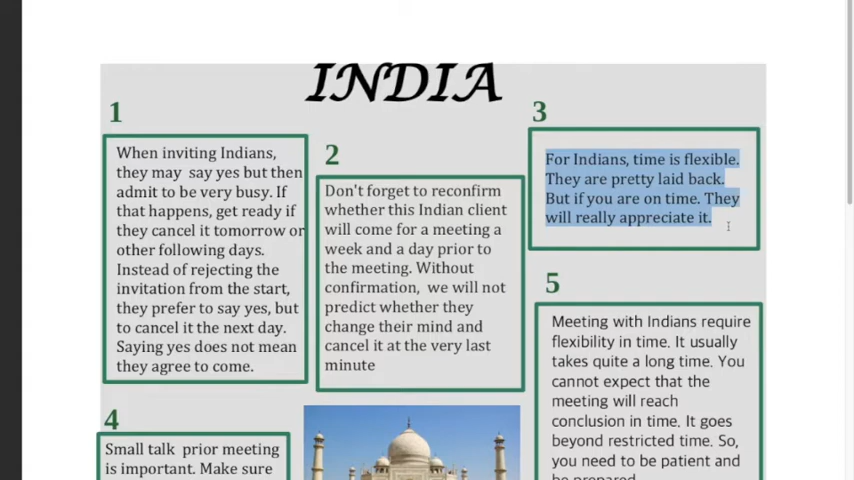 INDIA
1
When inviting Indians,
they may say yes but then
admit to be very busy. If
that happens, get ready if
they cancel it tomorrow or
other following days.
Instead of rejecting the
invitation from the start,
they prefer to say yes, but
to cancel it the next day.
Saying yes does not mean
they agree to come.
2
Don't forget to reconfirm
whether this Indian client
will come for a meeting a
week and a day prior to
the meeting. Without
confirmation, we will not
predict whether they
change their mind and
cancel it at the very last
minute
3
For Indians, time is flexible.
They are pretty laid back.
But if you are on time. They
will really appreciate it.
4
Small talk prior meeting
is important. Make sure
5
Meeting with Indians require
flexibility in time. It usually
takes quite a long time. You
cannot expect that the
meeting will reach
conclusion in time. It goes
beyond restricted time. So,
you need to be patient and
be prepared